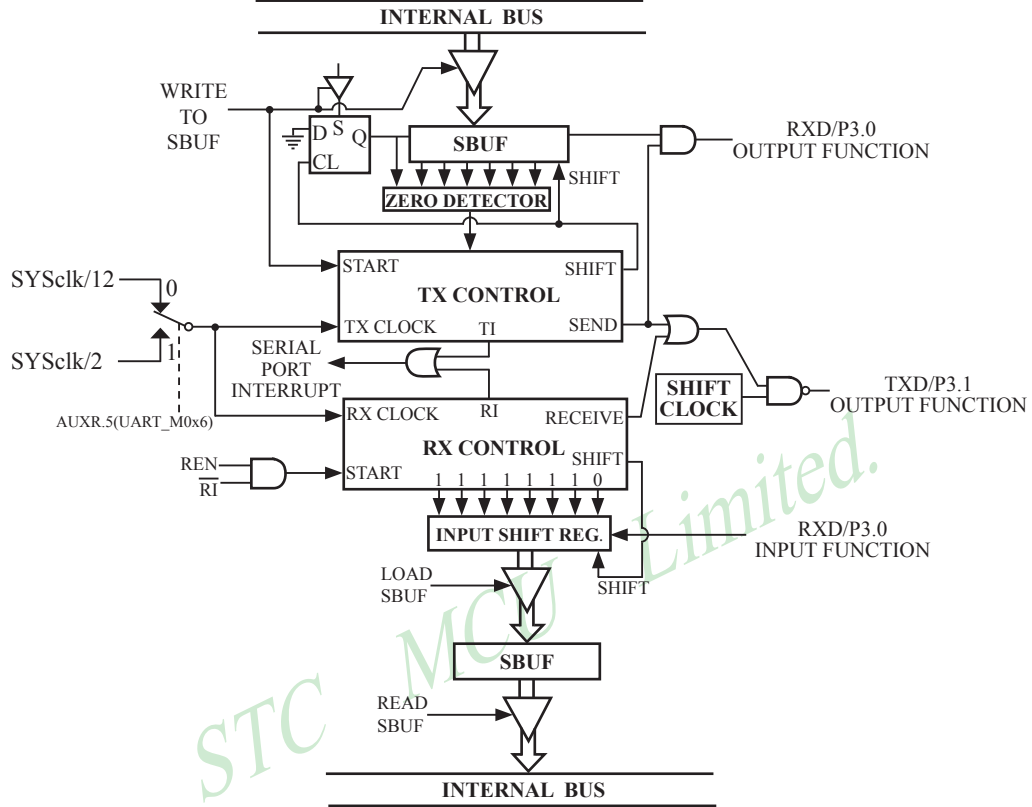 INTERNAL BUS
WRITE
TO
SBUF
D S Q
CL
SBUF
SHIFT
ZERO DETECTOR
RXD/P3.0
OUTPUT FUNCTION
START
SHIFT
TX CONTROL
TX CLOCK
TI
SEND
SYSclk/12
0
SYSclk/2
1
AUXR.5(UART_M0x6)
SERIAL
PORT
INTERRUPT
SHIFT
CLOCK
TXD/P3.1
OUTPUT FUNCTION
RX CLOCK
RI
RECEIVE
RX CONTROL
SHIFT
START
1 1 1 1 1 1 1 0
REN
R̅I̅
INPUT SHIFT REG.
RXD/P3.0
INPUT FUNCTION
SHIFT
LOAD
SBUF
SBUF
READ
SBUF
INTERNAL BUS
STC MCU Limited.